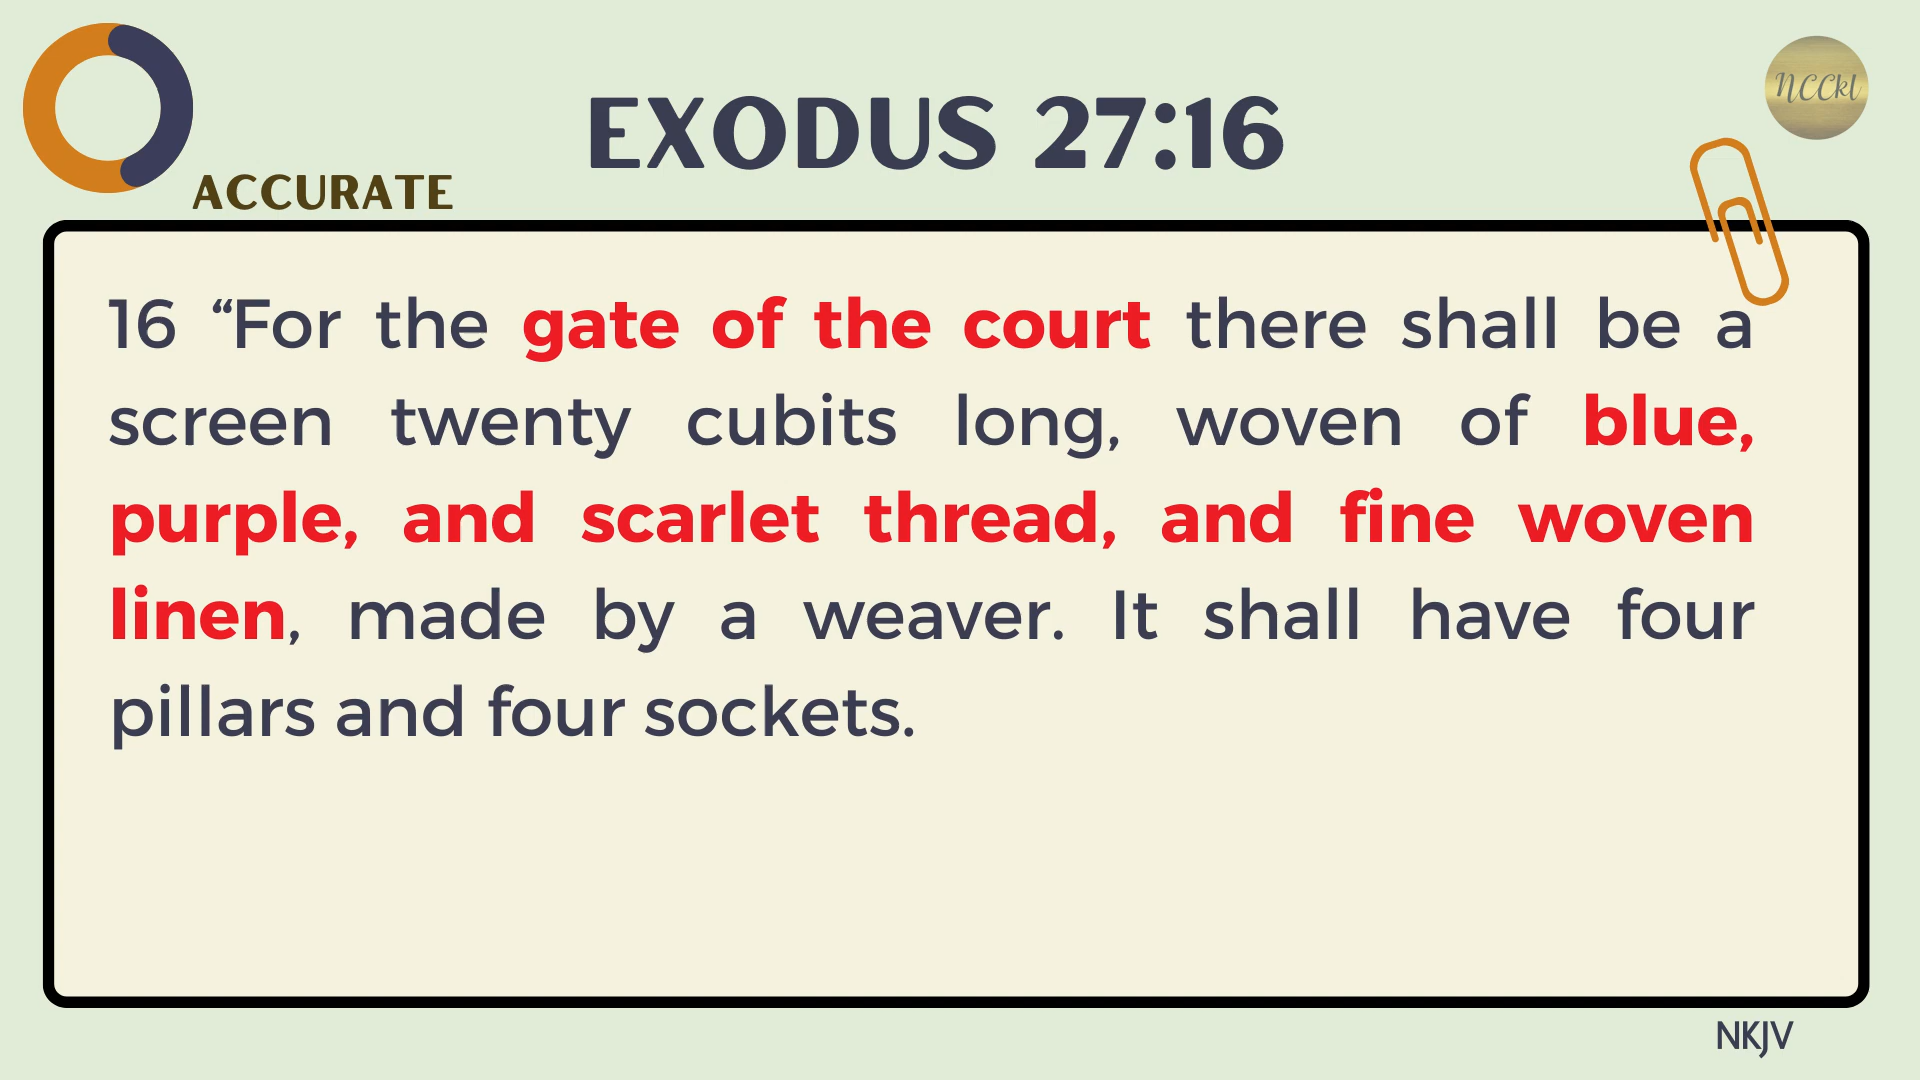 NCCkl
EXODUS 27:16
ACCURATE
16 “For the gate of the court there shall be a
screen twenty cubits long, woven of blue,
purple, and scarlet thread, and fine woven
linen, made by a weaver. It shall have four
pillars and four sockets.
NKJV